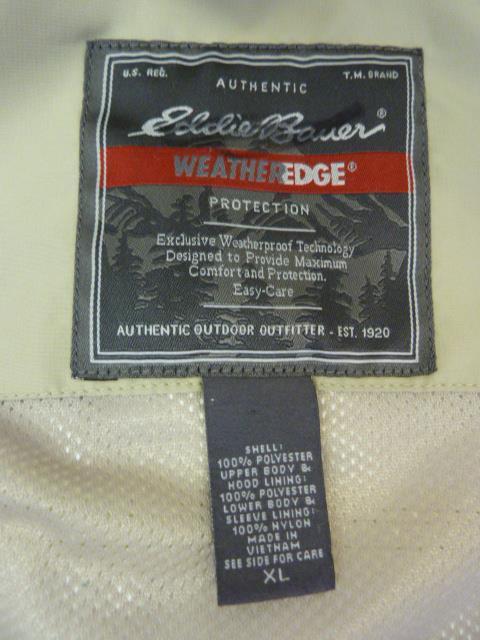 U.S. REG. T.M. BRAND
AUTHENTIC
Eddie Bauer®
WEATHEREDGE®
PROTECTION
Exclusive Weatherproof Technology
Designed to Provide Maximum
Comfort and Protection.
Easy-Care
AUTHENTIC OUTDOOR OUTFITTER - EST. 1920
SHELL:
100% POLYESTER
UPPER BODY &
HOOD LINING:
100% POLYESTER
LOWER BODY &
SLEEVE LINING:
100% NYLON
MADE IN
VIETNAM
SEE SIDE FOR CARE
XL